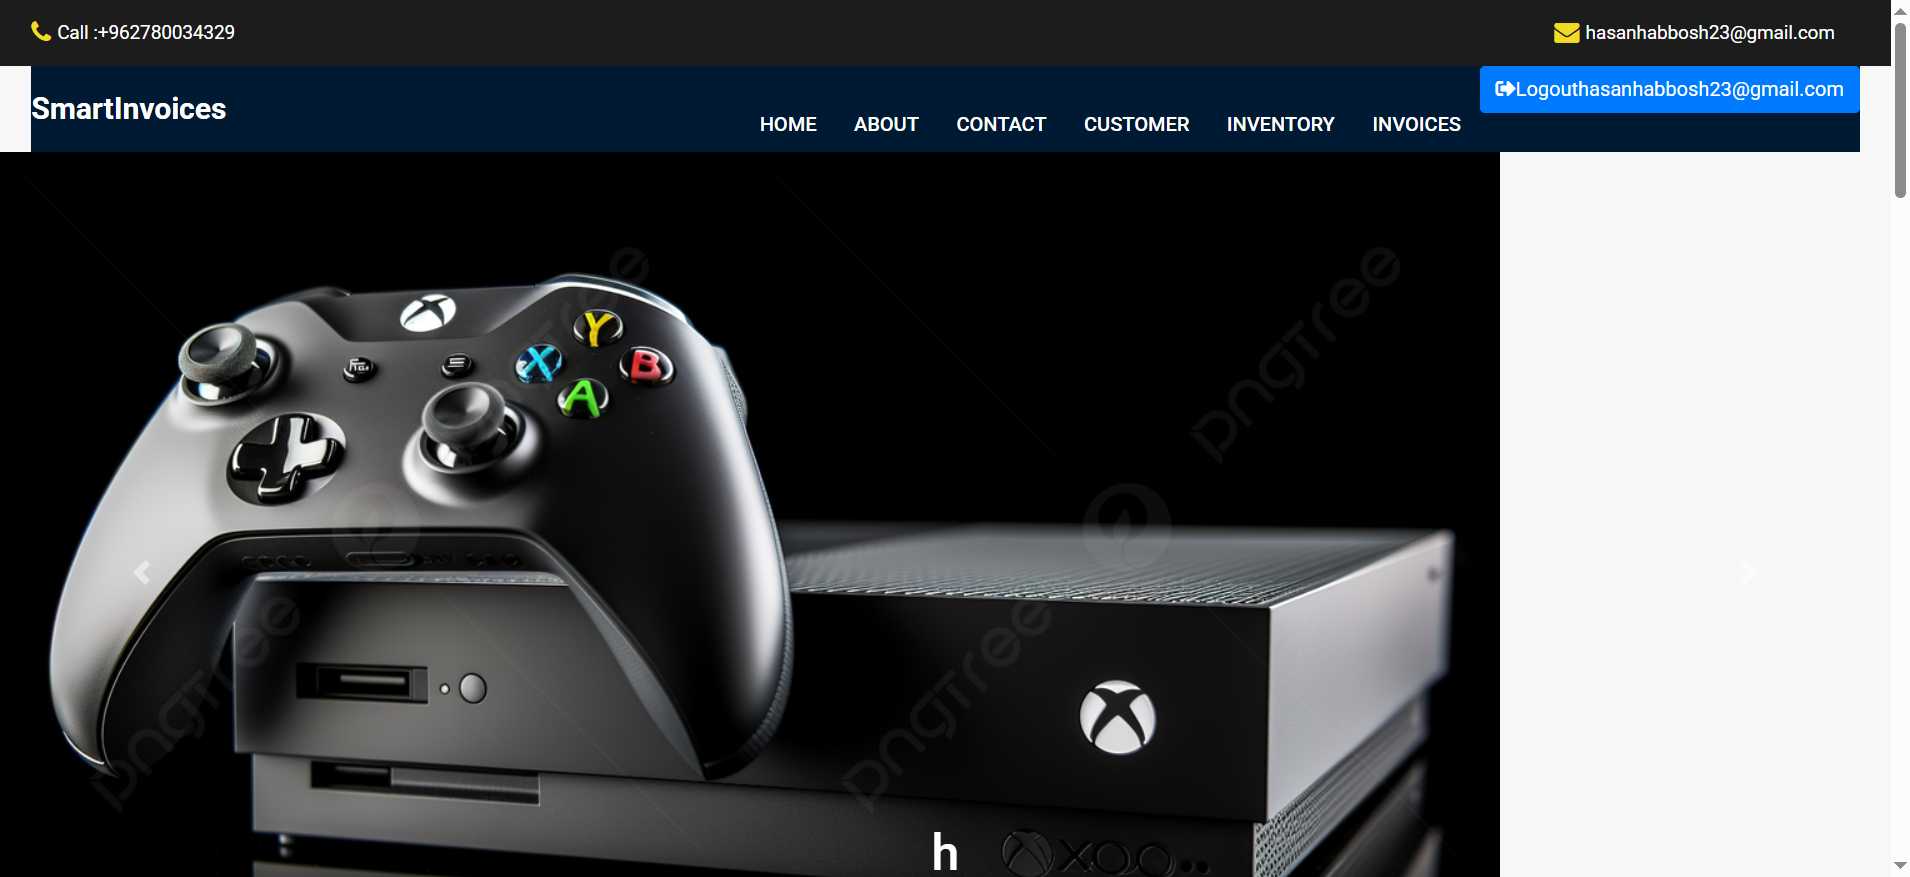 Call :+962780034329
hasanhabbosh23@gmail.com
SmartInvoices
Logouthasanhabbosh23@gmail.com
HOME
ABOUT
CONTACT
CUSTOMER
INVENTORY
INVOICES
pngtree
pngtree
Y
X
B
A
pngtree
pngtree
h